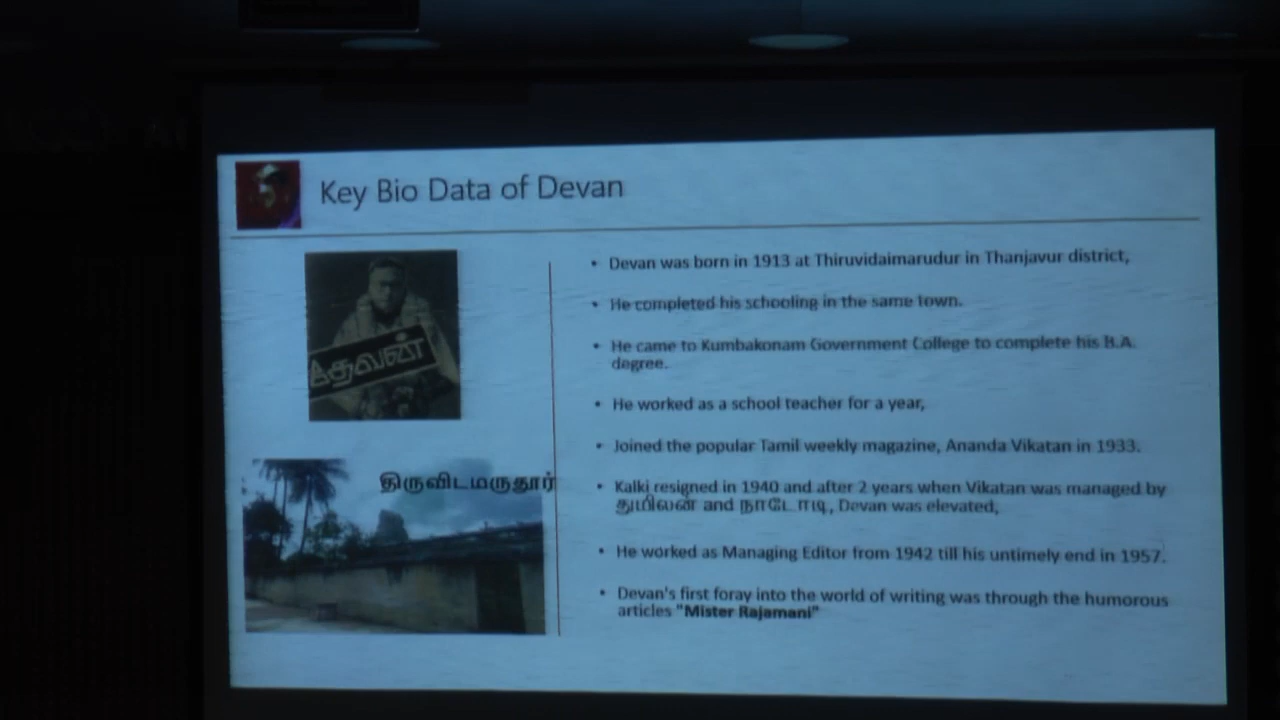 Key Bio Data of Devan
தேவன்
திருவிடமருதூர்
• Devan was born in 1913 at Thiruvidaimarudur in Thanjavur district,
• He completed his schooling in the same town.
• He came to Kumbakonam Government College to complete his B.A.
degree.
• He worked as a school teacher for a year,
• Joined the popular Tamil weekly magazine, Ananda Vikatan in 1933.
• Kalki resigned in 1940 and after 2 years when Vikatan was managed by
துமிலன் and நாடோடி, Devan was elevated,
• He worked as Managing Editor from 1942 till his untimely end in 1957.
• Devan's first foray into the world of writing was through the humorous
articles "Mister Rajamani"